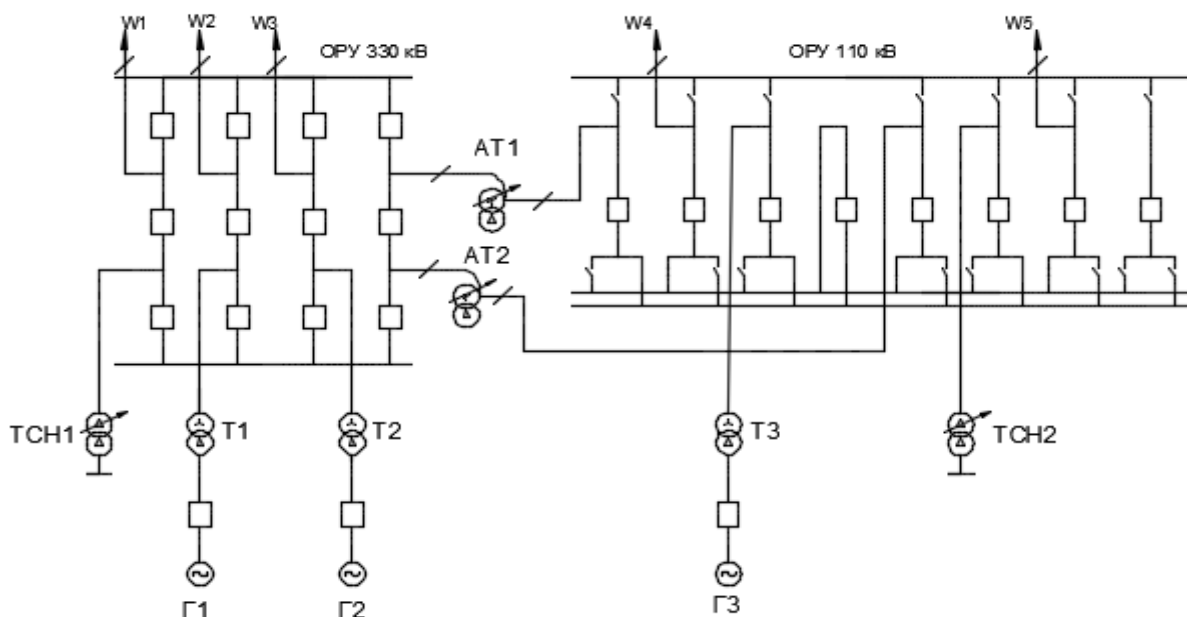 W1 W2 W3 ОРУ 330 кВ W4 ОРУ 110 кВ W5
АТ1
АТ2
ТСН1 Т1 Т2 Т3 ТСН2
Г1 Г2 Г3